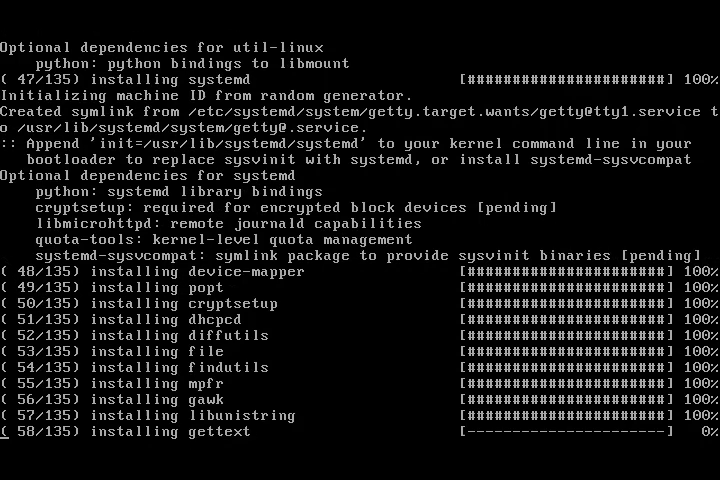 Optional dependencies for util-linux
    python: python bindings to libmount
( 47/135) installing systemd                       [######################] 100%
Initializing machine ID from random generator.
Created symlink from /etc/systemd/system/getty.target.wants/getty@tty1.service t
o /usr/lib/systemd/system/getty@.service.
:: Append 'init=/usr/lib/systemd/systemd' to your kernel command line in your
   bootloader to replace sysvinit with systemd, or install systemd-sysvcompat
Optional dependencies for systemd
    python: systemd library bindings
    cryptsetup: required for encrypted block devices [pending]
    libmicrohttpd: remote journald capabilities
    quota-tools: kernel-level quota management
    systemd-sysvcompat: symlink package to provide sysvinit binaries [pending]
( 48/135) installing device-mapper                 [######################] 100%
( 49/135) installing popt                          [######################] 100%
( 50/135) installing cryptsetup                    [######################] 100%
( 51/135) installing dhcpcd                        [######################] 100%
( 52/135) installing diffutils                     [######################] 100%
( 53/135) installing file                          [######################] 100%
( 54/135) installing findutils                     [######################] 100%
( 55/135) installing mpfr                          [######################] 100%
( 56/135) installing gawk                          [######################] 100%
( 57/135) installing libunistring                  [######################] 100%
( 58/135) installing gettext                       [----------------------]   0%